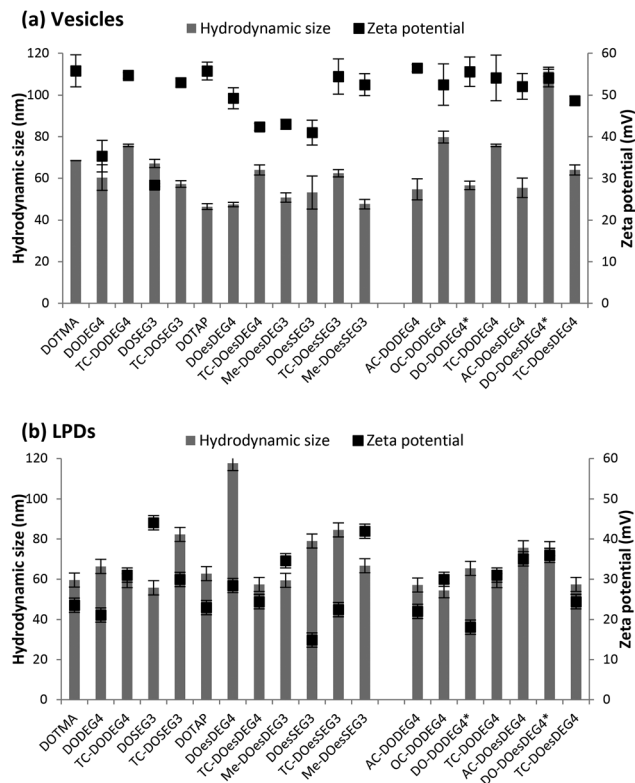 (a) Vesicles
Hydrodynamic size
Zeta potential
Hydrodynamic size (nm)
120
100
80
60
40
20
0
Zeta potential (mV)
60
50
40
30
20
10
0
DOTMA
DODEG4
TC-DODEG4
DOSEG3
TC-DOSEG3
DOTAP
DOesDEG4
TC-DOesDEG4
Me-DOesEG3
DOesSEG3
TC-DOesSEG3
Me-DOesSEG3
AC-DODEG4
OC-DODEG4
DO-DODEG4*
TC-DODEG4
AC-DOesDEG4
DO-DOesDEG4*
TC-DOesDEG4
(b) LPDs
Hydrodynamic size
Zeta potential
Hydrodynamic size (nm)
120
100
80
60
40
20
0
Zeta potential (mV)
60
50
40
30
20
10
0
DOTMA
DODEG4
TC-DODEG4
DOSEG3
TC-DOSEG3
DOTAP
DOesDEG4
TC-DOesDEG4
Me-DOesEG3
DOesSEG3
TC-DOesSEG3
Me-DOesSEG3
AC-DODEG4
OC-DODEG4
DO-DODEG4*
TC-DODEG4
AC-DOesDEG4
DO-DOesDEG4*
TC-DOesDEG4